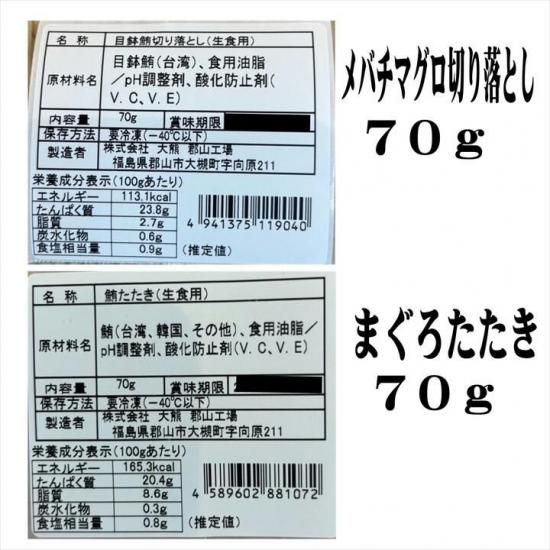 名 称 目鉢鮪切り落とし(生食用)
原材料名 目鉢鮪(台湾)、食用油脂
/pH調整剤、酸化防止剤(
V.C、V.E)
内容量 70g 賞味期限
保存方法 要冷凍(-40℃以下)
製造者 株式会社 大熊 郡山工場
福島県郡山市大槻町字向原211
栄養成分表示(100gあたり)
エネルギー 113.1kcal
たんぱく質 23.8g
脂質 2.7g
炭水化物 0.6g
食塩相当量 0.9g (推定値)
4 941375 119040
メバチマグロ切り落とし
70g
名 称 鮪たたき(生食用)
原材料名 鮪(台湾、韓国、その他)、食用油脂/
pH調整剤、酸化防止剤(V.C、V.E)
内容量 70g 賞味期限
保存方法 要冷凍(-40℃以下)
製造者 株式会社 大熊 郡山工場
福島県郡山市大槻町字向原211
栄養成分表示(100gあたり)
エネルギー 165.3kcal
たんぱく質 20.4g
脂質 8.6g
炭水化物 0.3g
食塩相当量 0.8g (推定値)
4 589602 881072
まぐろたたき
70g